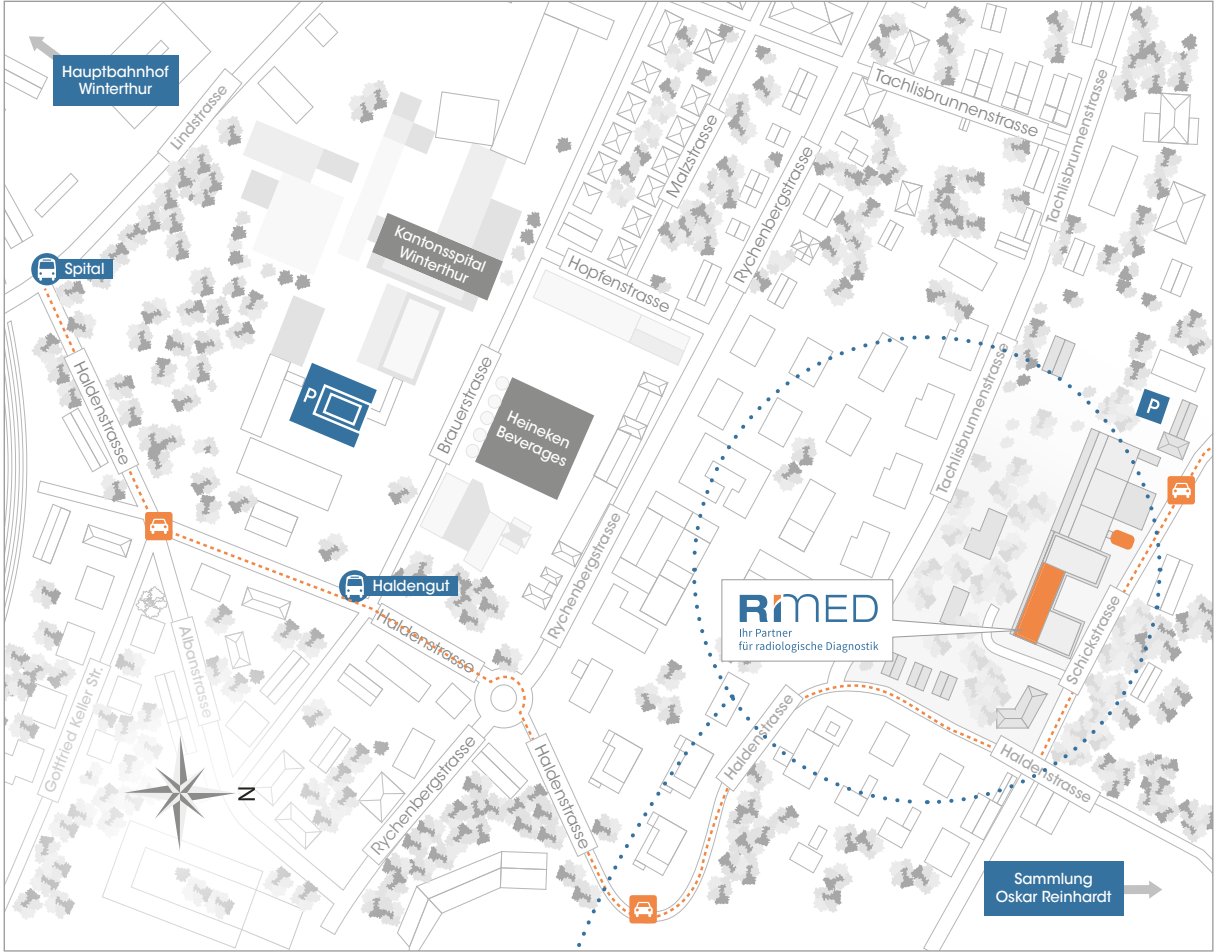 Hauptbahnhof
Winterthur
Lindstrasse
Tachlisbrunnenstrasse
Tachlisbrunnenstrasse
Malzstrasse
Rychenbergstrasse
Kantonsspital
Winterthur
Spital
Hopfenstrasse
Haldenstrasse
P
Brauerstrasse
Heineken
Beverages
Tachlisbrunnenstrasse
P
Rychenbergstrasse
Haldengut
Haldenstrasse
RIMED
Ihr Partner
für radiologische Diagnostik
Schickstrasse
Albanstrasse
Gottfried Keller Str.
N
Rychenbergstrasse
Haldenstrasse
Haldenstrasse
Haldenstrasse
Sammlung
Oskar Reinhardt